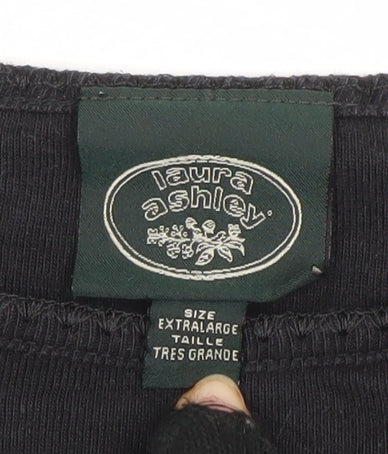 laura
ashley
SIZE
EXTRALARGE
TAILLE
TRES GRANDE